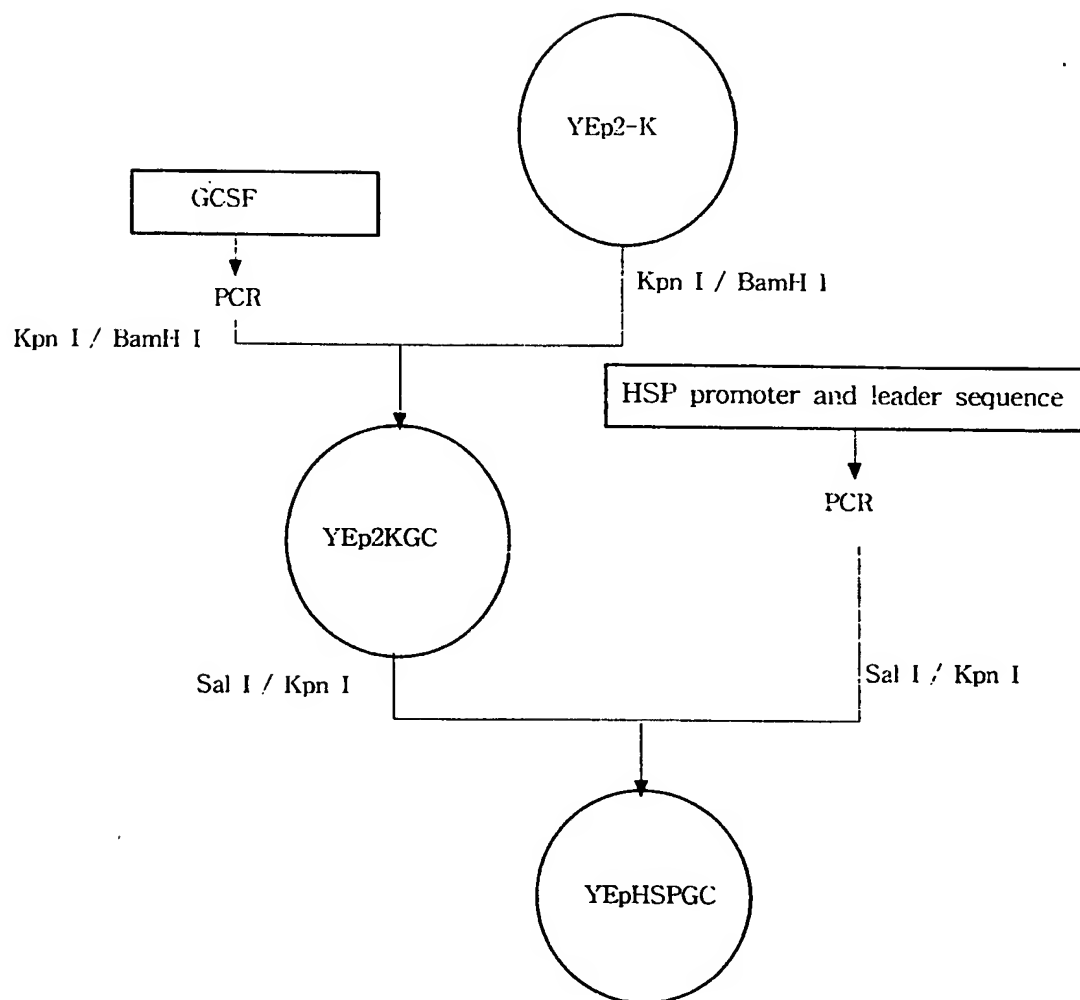 YEp2-K
GCSF
PCR
Kpn I / BamH I
Kpn I / BamH I
HSP promoter and leader sequence
PCR
YEp2KGC
Sal I / Kpn I
Sal I / Kpn I
YEpHSPGC